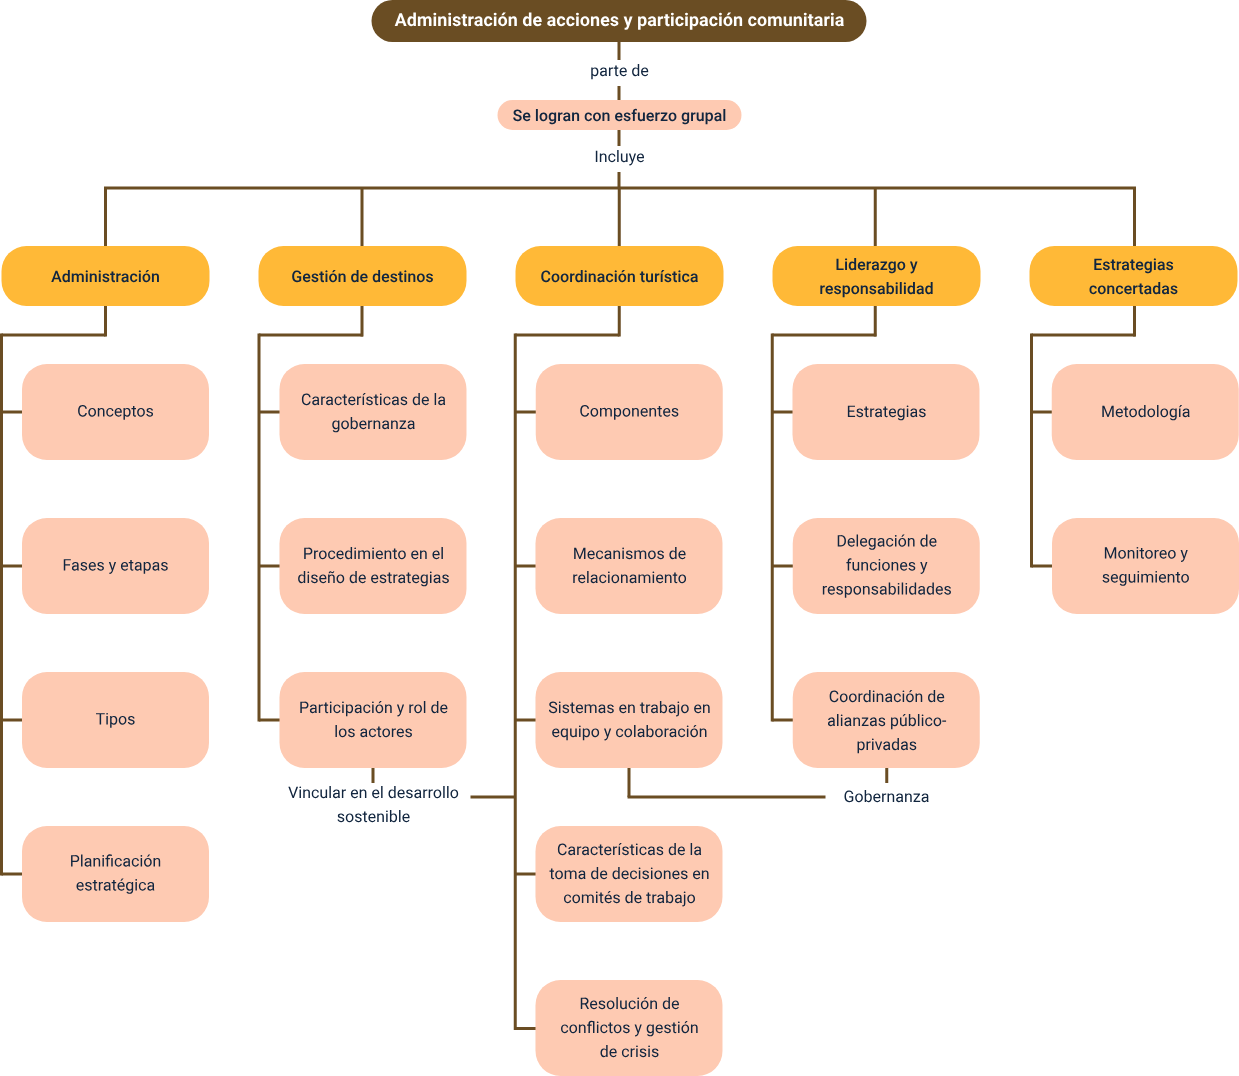 Administración de acciones y participación comunitaria
parte de
Se logran con esfuerzo grupal
Incluye
Administración
Gestión de destinos
Coordinación turística
Liderazgo y
responsabilidad
Estrategias
concertadas
Conceptos
Características de la
gobernanza
Componentes
Estrategias
Metodología
Fases y etapas
Procedimiento en el
diseño de estrategias
Mecanismos de
relacionamiento
Delegación de
funciones y
responsabilidades
Monitoreo y
seguimiento
Tipos
Participación y rol de
los actores
Sistemas en trabajo en
equipo y colaboración
Coordinación de
alianzas público-
privadas
Vincular en el desarrollo
sostenible
Gobernanza
Planificación
estratégica
Características de la
toma de decisiones en
comités de trabajo
Resolución de
conflictos y gestión
de crisis